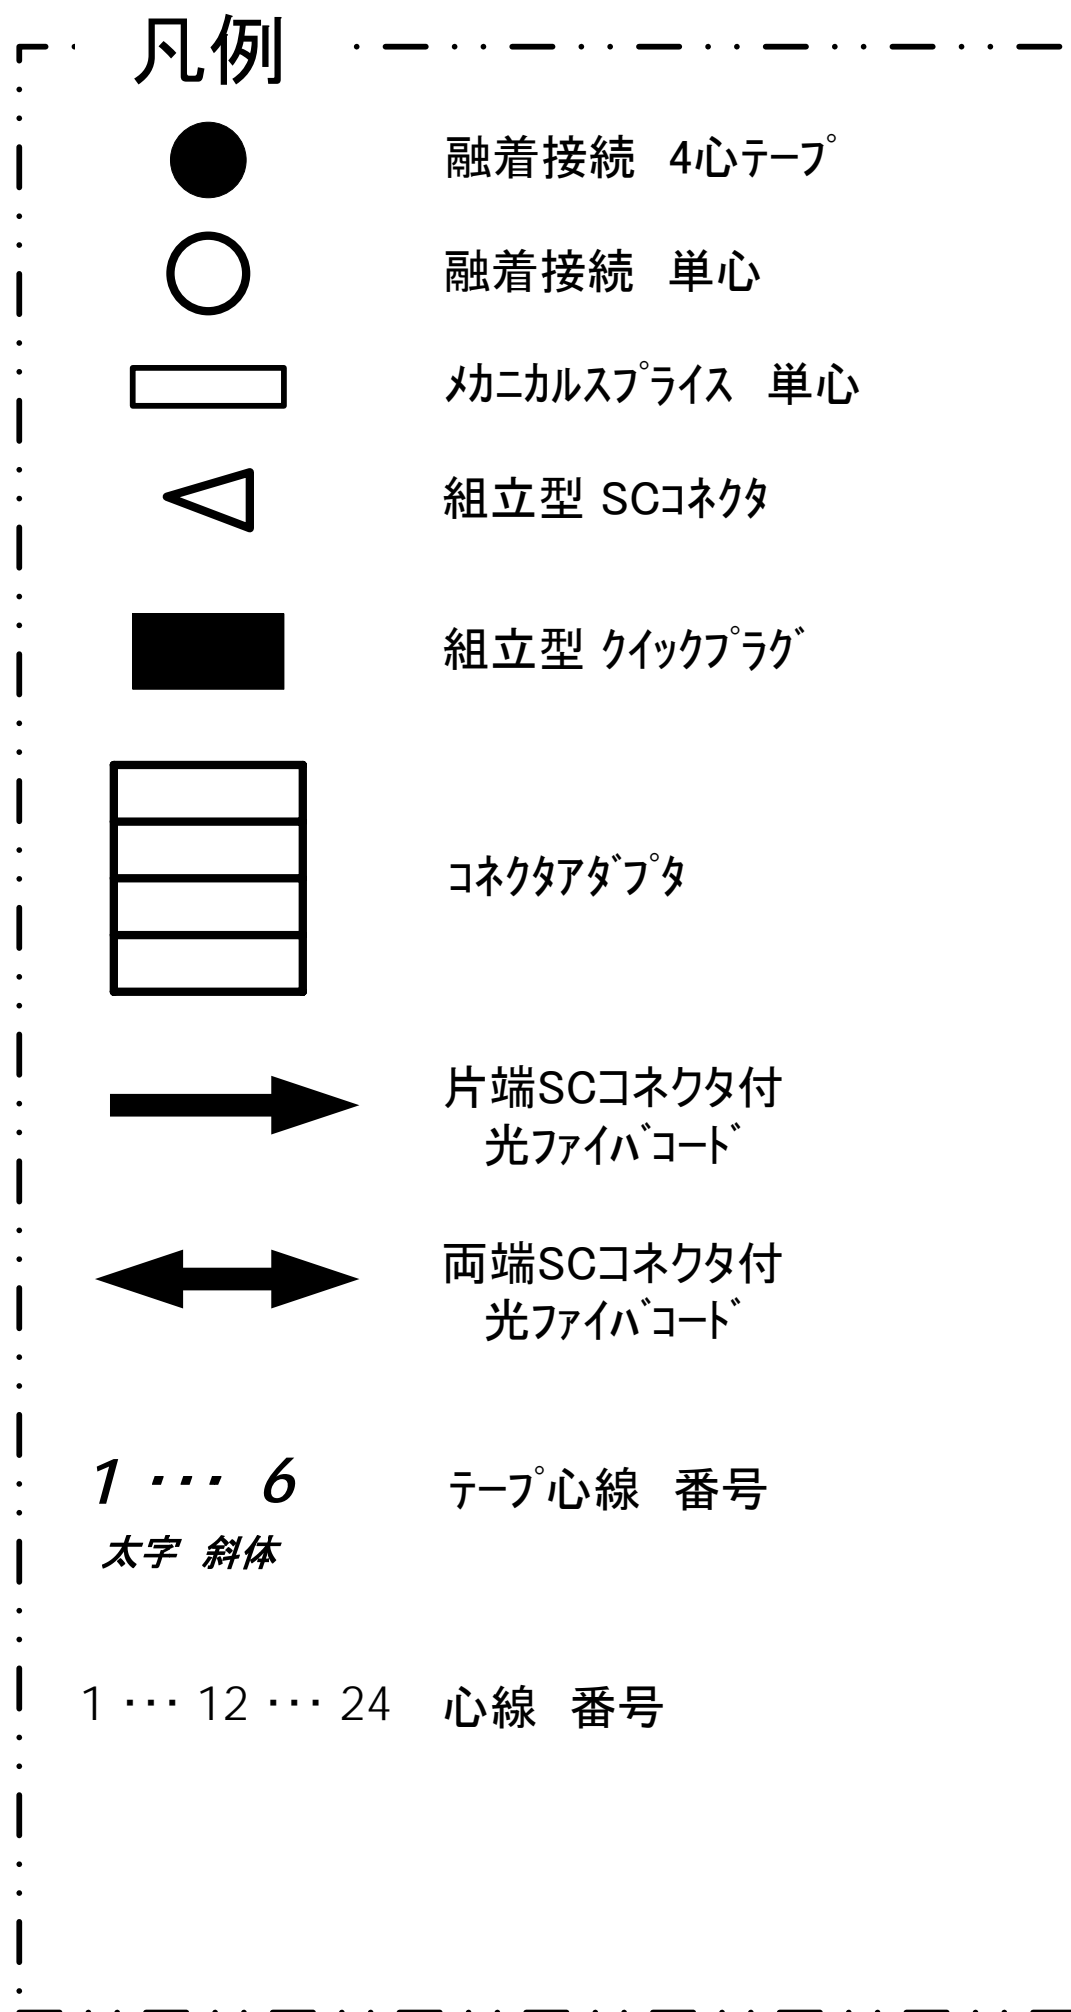 凡例
融着接続　4心ﾃｰﾌﾟ
融着接続　単心
ﾒｶﾆｶﾙｽﾌﾟﾗｲｽ　単心
組立型 SCｺﾈｸﾀ
組立型 ｸｲｯｸﾌﾟﾗｸﾞ
ｺﾈｸﾀｱﾀﾞﾌﾟﾀ
片端SCコネクタ付
光ﾌｧｲﾊﾞｺｰﾄﾞ
両端SCコネクタ付
光ﾌｧｲﾊﾞｺｰﾄﾞ
1 ･･･ 6　ﾃｰﾌﾟ心線　番号
太字 斜体
1 ･･･ 12 ･･･ 24　心線　番号